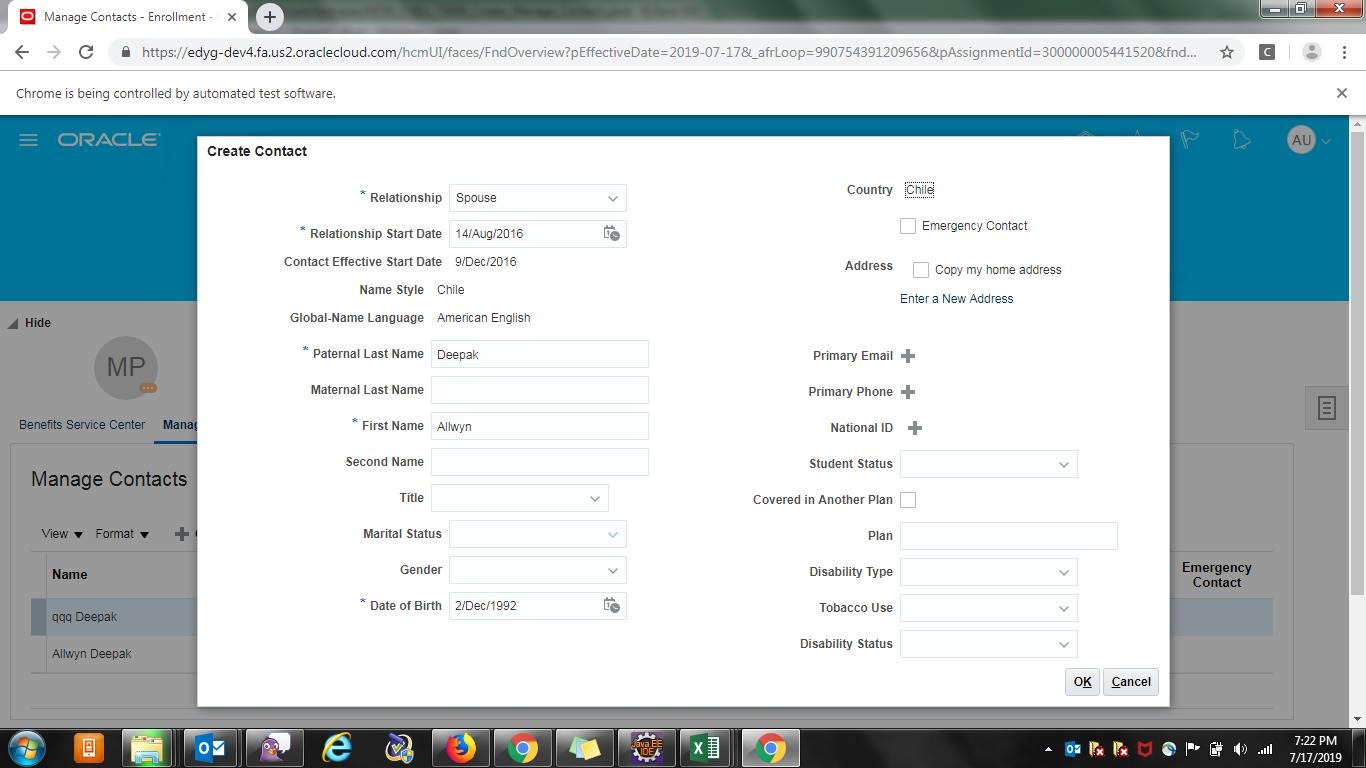 Manage Contacts - Enrollment -
https://edyg-dev4.fa.us2.oraclecloud.com/hcmUI/faces/FndOverview?pEffectiveDate=2019-07-17&_afrLoop=990754391209656&pAssignmentId=300000005441520&fnd...
C
Chrome is being controlled by automated test software.
ORACLE
AU
Create Contact
* Relationship Spouse
* Relationship Start Date 14/Aug/2016
Contact Effective Start Date 9/Dec/2016
Name Style Chile
Global-Name Language American English
* Paternal Last Name Deepak
Maternal Last Name
* First Name Allwyn
Second Name
Title
Marital Status
Gender
* Date of Birth 2/Dec/1992
Country Chile
Emergency Contact
Address Copy my home address
Enter a New Address
Primary Email
Primary Phone
National ID
Student Status
Covered in Another Plan
Plan
Disability Type
Tobacco Use
Disability Status
OK Cancel
Hide
MP
Benefits Service Center Manag
Manage Contacts
View Format
Name
Emergency
Contact
qqq Deepak
Allwyn Deepak
Java EE
IDE
7:22 PM
7/17/2019